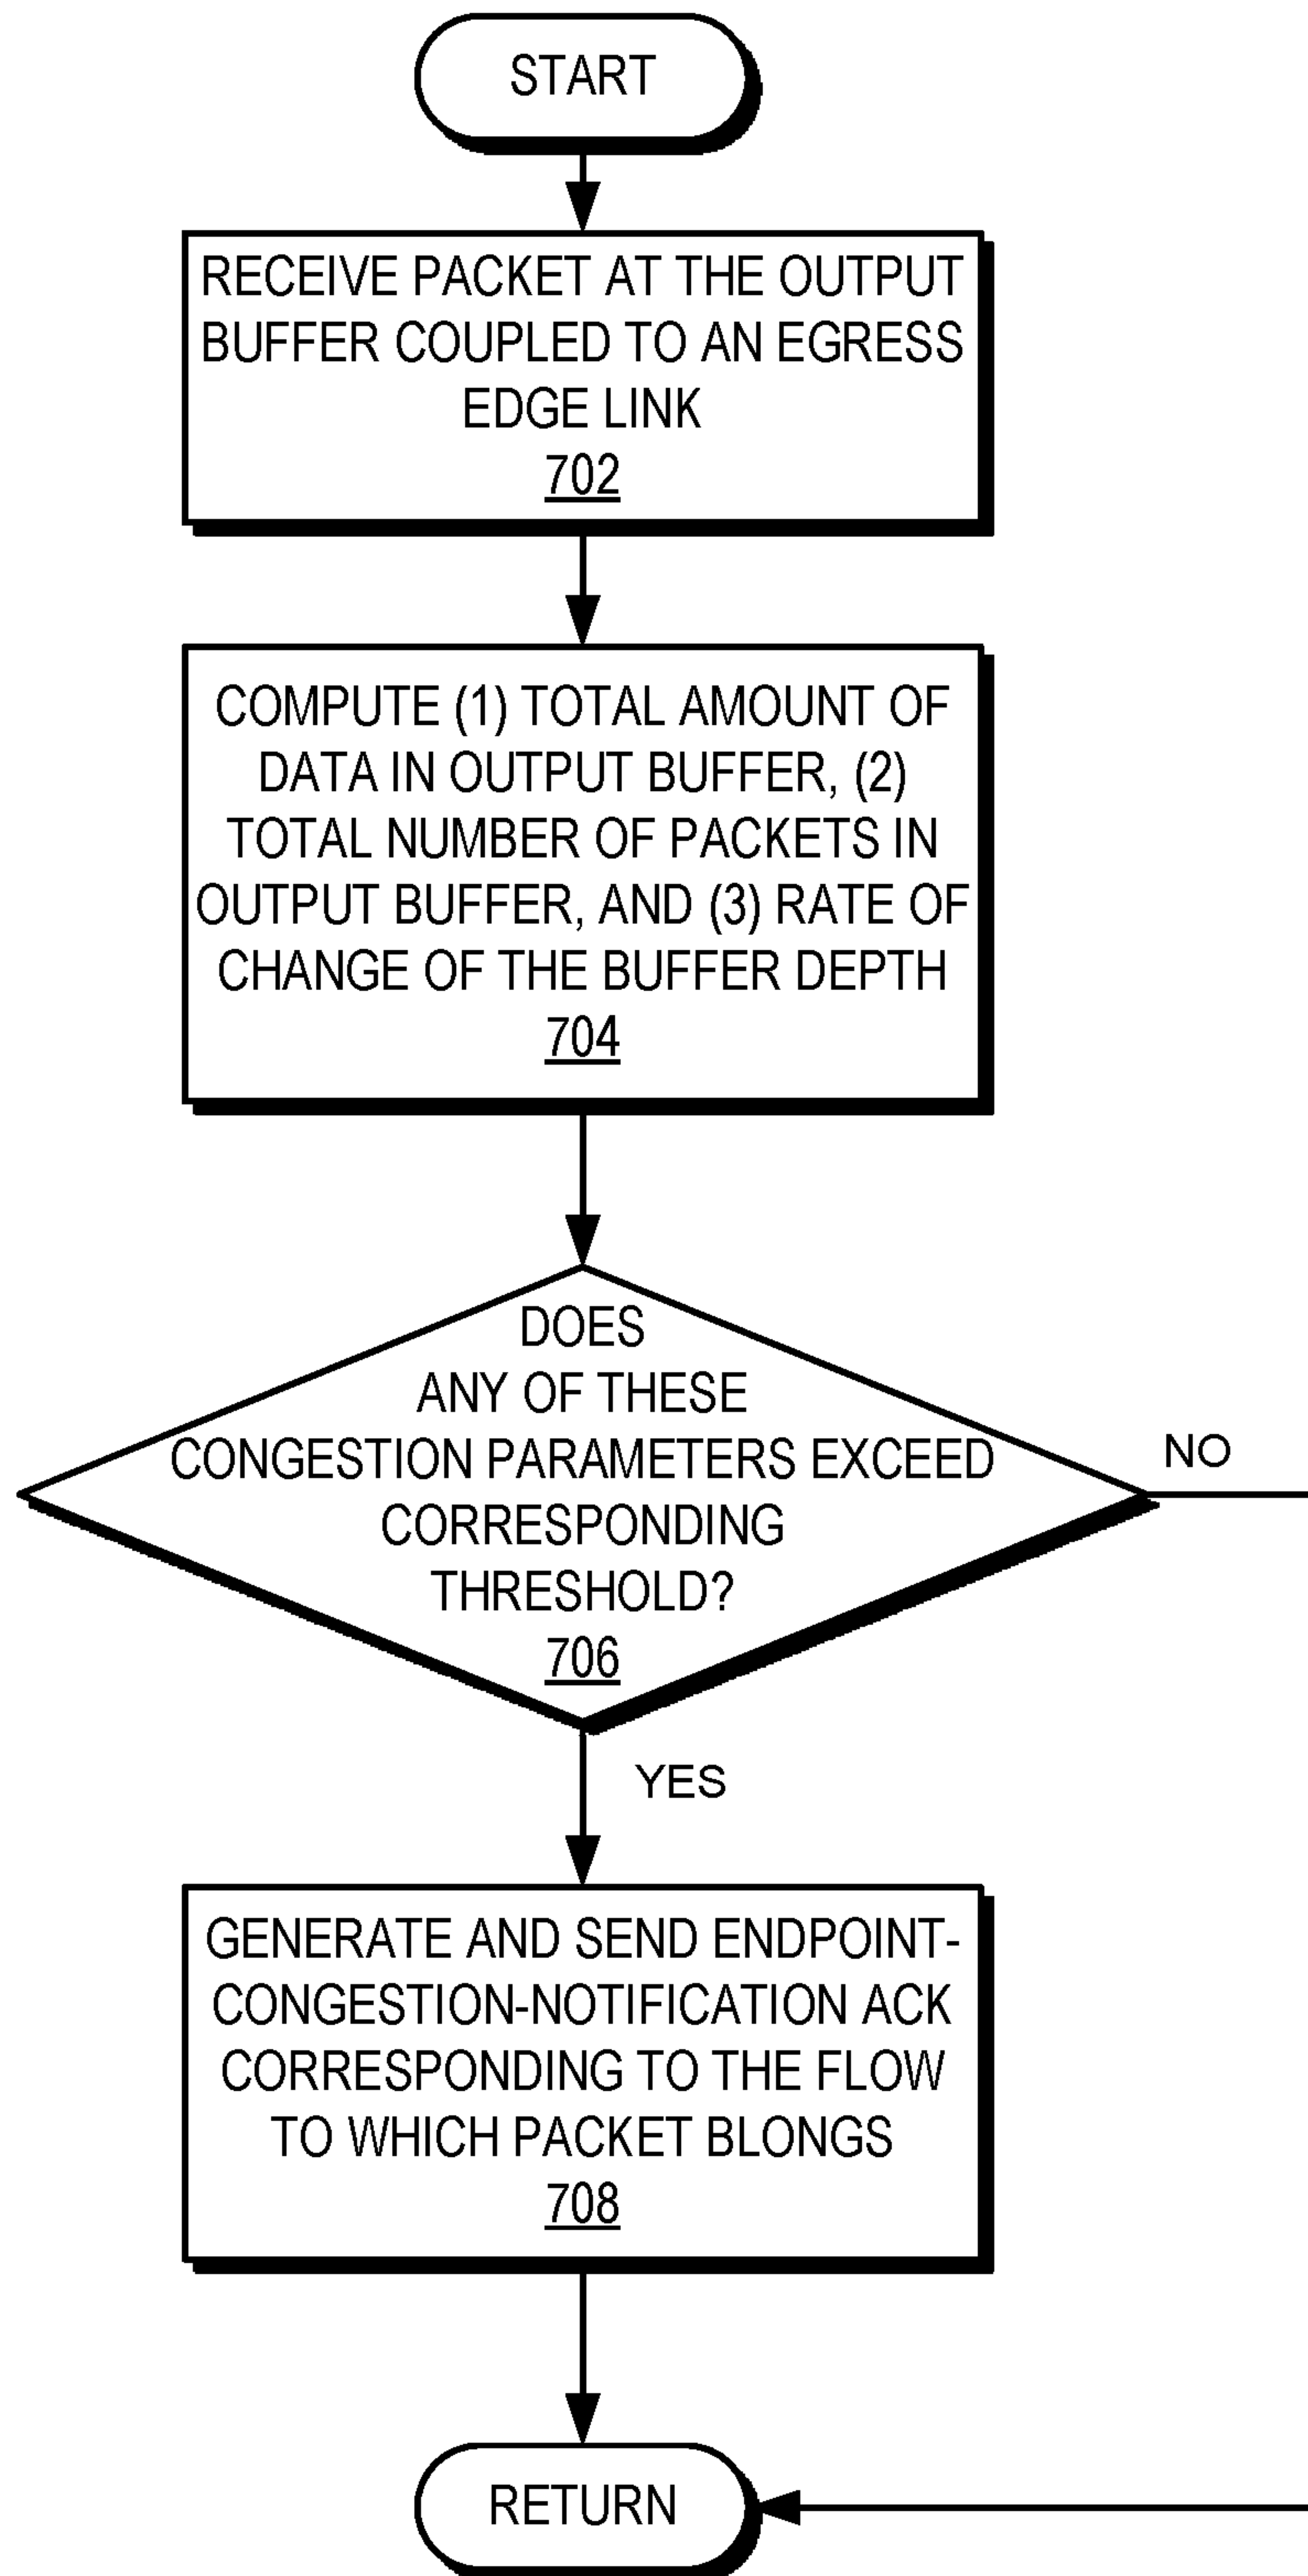 START
RECEIVE PACKET AT THE OUTPUT
BUFFER COUPLED TO AN EGRESS
EDGE LINK
702
COMPUTE (1) TOTAL AMOUNT OF
DATA IN OUTPUT BUFFER, (2)
TOTAL NUMBER OF PACKETS IN
OUTPUT BUFFER, AND (3) RATE OF
CHANGE OF THE BUFFER DEPTH
704
DOES
ANY OF THESE
CONGESTION PARAMETERS EXCEED
CORRESPONDING
THRESHOLD?
706
NO
YES
GENERATE AND SEND ENDPOINT-
CONGESTION-NOTIFICATION ACK
CORRESPONDING TO THE FLOW
TO WHICH PACKET BLONGS
708
RETURN